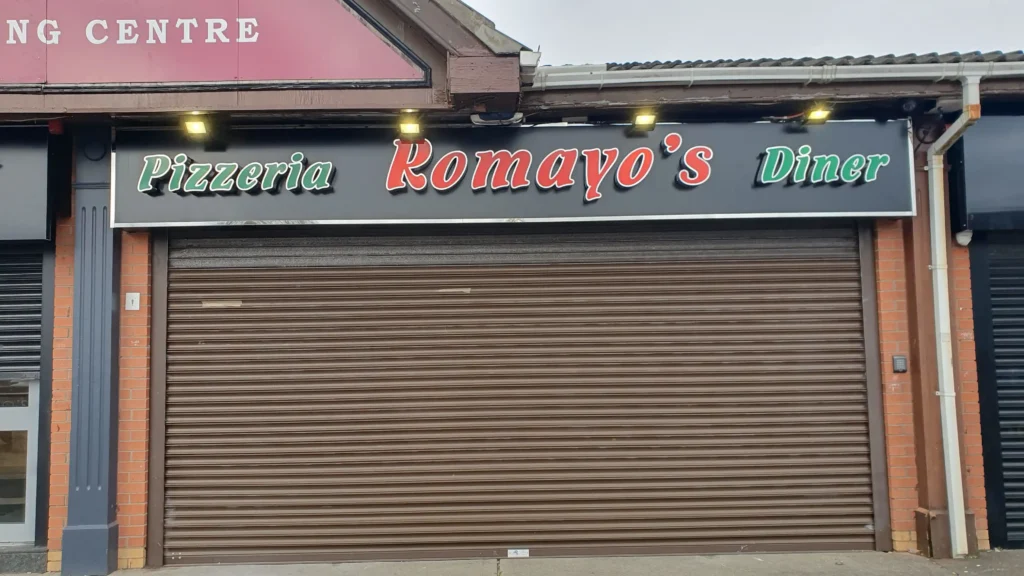 NG CENTRE
Pizzeria Romayo's Diner